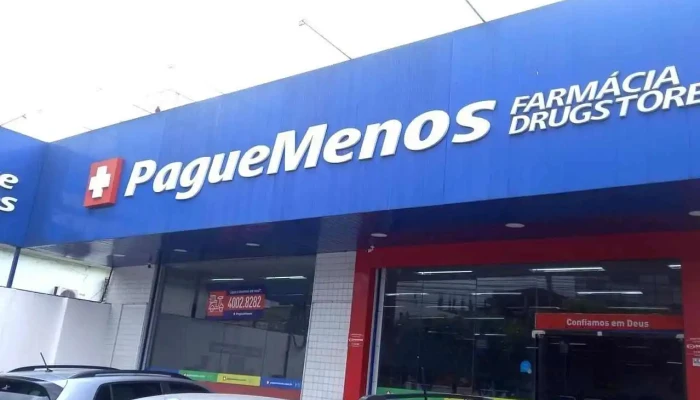 PagueMenos
FARMÁCIA
DRUGSTORE
e
s
4002.8282
Confiamos em Deus